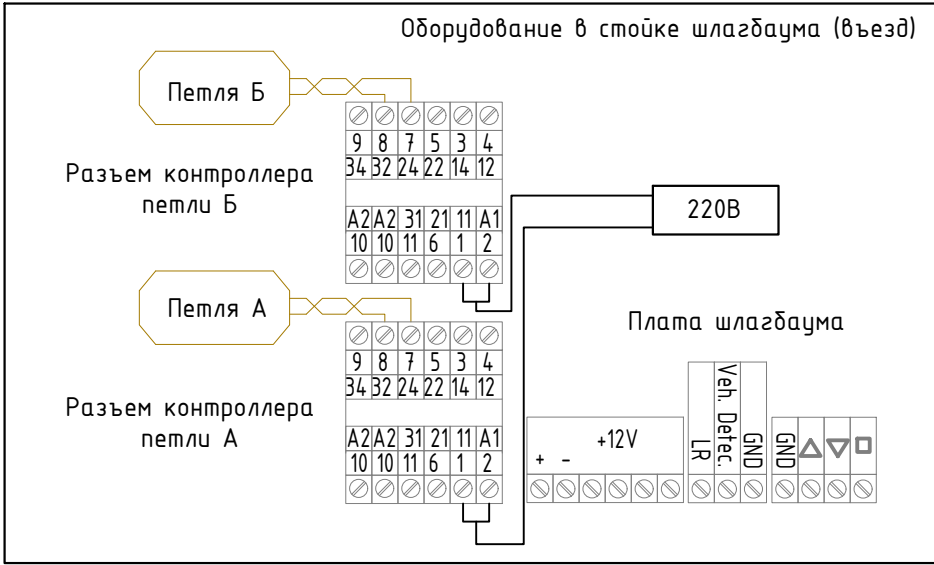 Оборудование в стойке шлагбаума (въезд)
Петля Б
9 8 7 5 3 4
34 32 24 22 14 12
Разъем контроллера
петли Б
A2 A2 31 21 11 A1
10 10 11 6 1 2
220В
Петля А
Плата шлагбаума
9 8 7 5 3 4
34 32 24 22 14 12
Разъем контроллера
петли А
A2 A2 31 21 11 A1
10 10 11 6 1 2
+12V
+ -
LR
Veh. Detec.
GND
GND